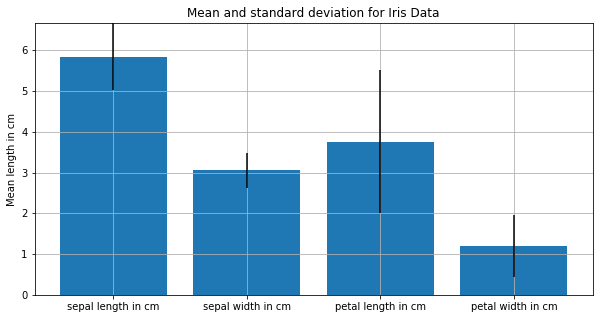 Mean and standard deviation for Iris Data
Mean length in cm
6
5
4
3
2
1
0
sepal length in cm
sepal width in cm
petal length in cm
petal width in cm